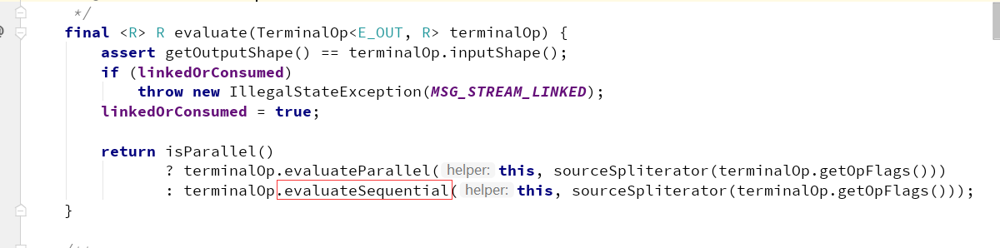 */
final <R> R evaluate(TerminalOp<E_OUT, R> terminalOp) {
    assert getOutputShape() == terminalOp.inputShape();
    if (linkedOrConsumed)
        throw new IllegalStateException(MSG_STREAM_LINKED);
    linkedOrConsumed = true;
    return isParallel()
           ? terminalOp.evaluateParallel( helper: this, sourceSpliterator(terminalOp.getOpFlags()))
           : terminalOp.evaluateSequential( helper: this, sourceSpliterator(terminalOp.getOpFlags()));
}